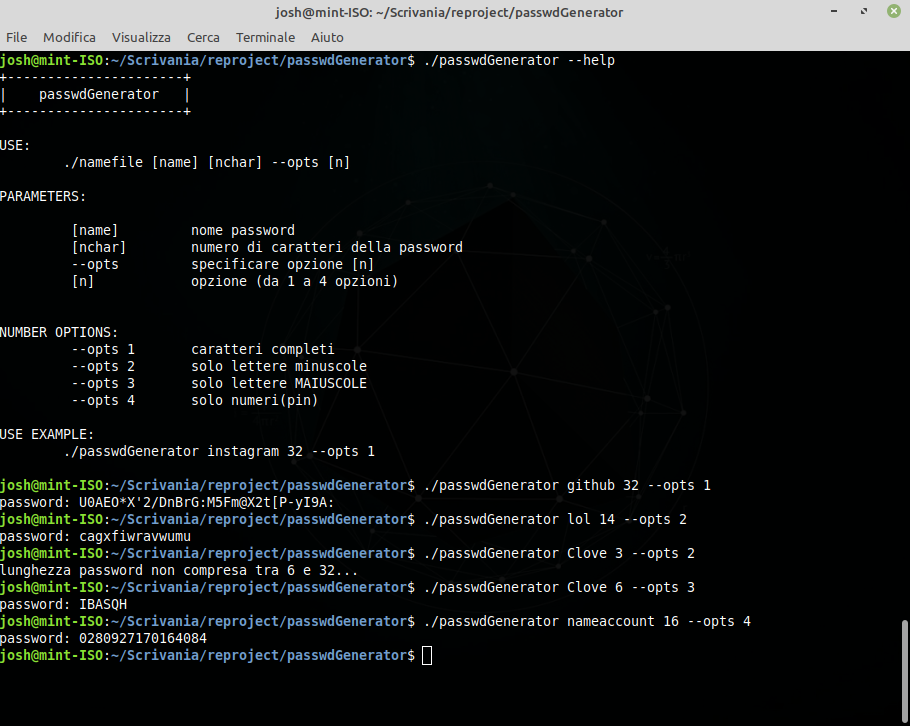 josh@mint-ISO: ~/Scrivania/reproject/passwdGenerator
File Modifica Visualizza Cerca Terminale Aiuto
josh@mint-ISO:~/Scrivania/reproject/passwdGenerator$ ./passwdGenerator --help
+----------------------+
|    passwdGenerator   |
+----------------------+
USE:
./namefile [name] [nchar] --opts [n]
PARAMETERS:
[name] nome password
[nchar] numero di caratteri della password
--opts specificare opzione [n]
[n] opzione (da 1 a 4 opzioni)
NUMBER OPTIONS:
--opts 1 caratteri completi
--opts 2 solo lettere minuscole
--opts 3 solo lettere MAIUSCOLE
--opts 4 solo numeri(pin)
USE EXAMPLE:
./passwdGenerator instagram 32 --opts 1
josh@mint-ISO:~/Scrivania/reproject/passwdGenerator$ ./passwdGenerator github 32 --opts 1
password: U0AEO*X'2/DnBrG:M5Fm@X2t[P-yI9A:
josh@mint-ISO:~/Scrivania/reproject/passwdGenerator$ ./passwdGenerator lol 14 --opts 2
password: cagxfiwravwumu
josh@mint-ISO:~/Scrivania/reproject/passwdGenerator$ ./passwdGenerator Clove 3 --opts 2
lunghezza password non compresa tra 6 e 32...
josh@mint-ISO:~/Scrivania/reproject/passwdGenerator$ ./passwdGenerator Clove 6 --opts 3
password: IBASQH
josh@mint-ISO:~/Scrivania/reproject/passwdGenerator$ ./passwdGenerator nameaccount 16 --opts 4
password: 0280927170164084
josh@mint-ISO:~/Scrivania/reproject/passwdGenerator$